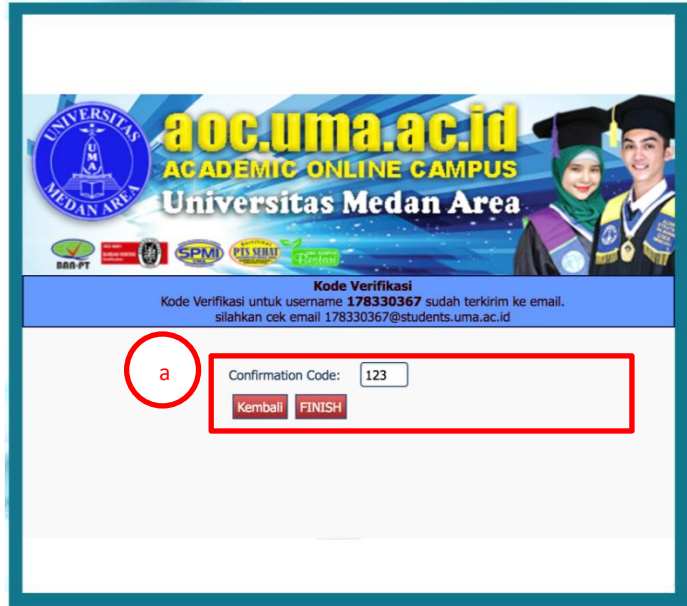 UNIVERSITAS
UMA
MEDAN AREA
aoc.uma.ac.id
ACADEMIC ONLINE CAMPUS
Universitas Medan Area
BAN-PT
SPMI
PTS SEHAT
Kode Verifikasi
Kode Verifikasi untuk username 178330367 sudah terkirim ke email.
silahkan cek email 178330367@students.uma.ac.id
a
Confirmation Code: 123
Kembali FINISH